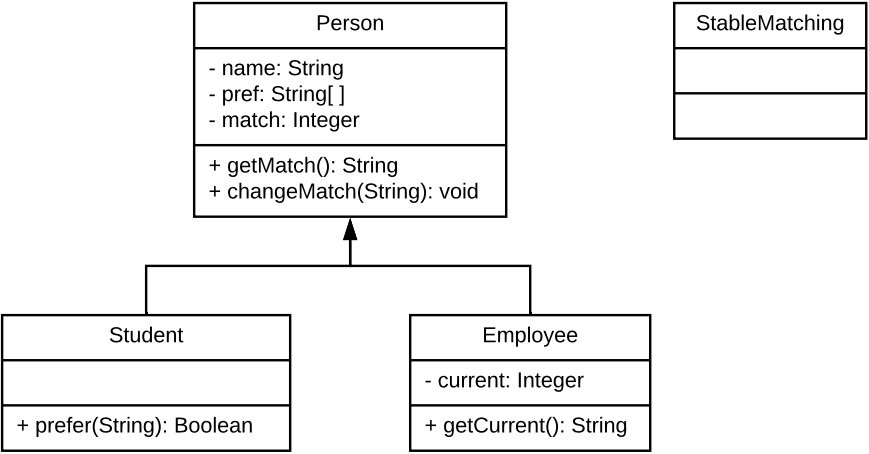 Person
- name: String
- pref: String[ ]
- match: Integer
+ getMatch(): String
+ changeMatch(String): void
StableMatching
Student
+ prefer(String): Boolean
Employee
- current: Integer
+ getCurrent(): String